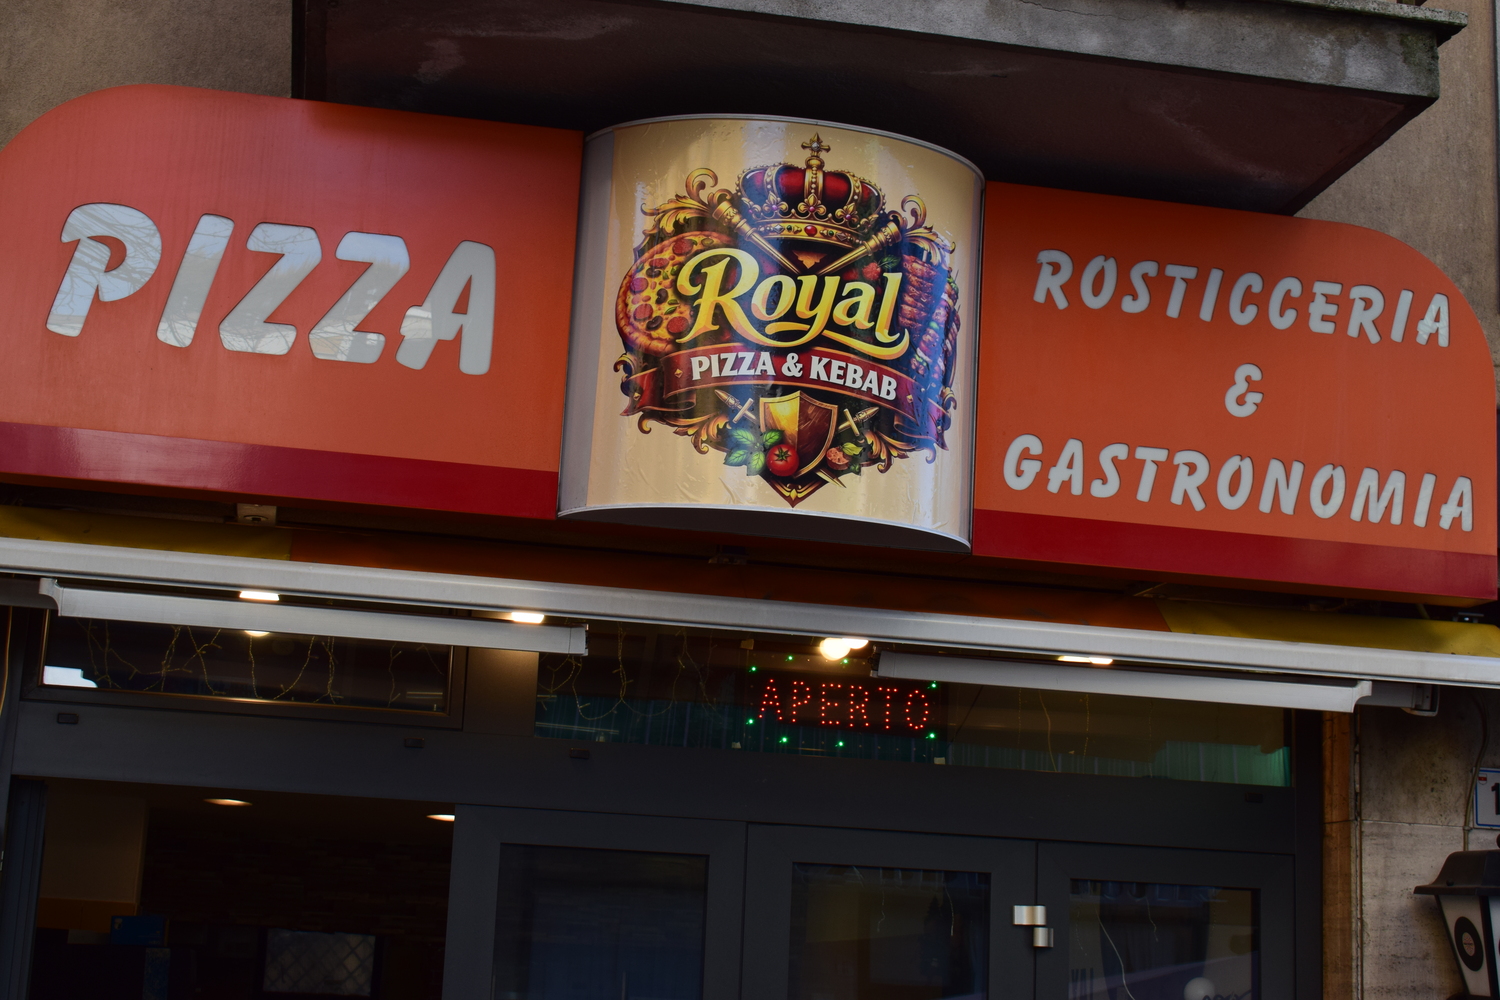 PIZZA
Royal
PIZZA & KEBAB
ROSTICCERIA
&
GASTRONOMIA
APERTO